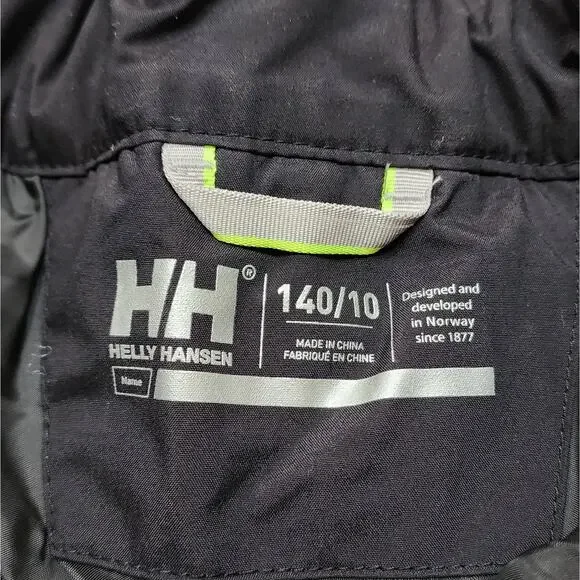 HH®
HELLY HANSEN
140/10
MADE IN CHINA
FABRIQUÉ EN CHINE
Designed and
developed
in Norway
since 1877
Name